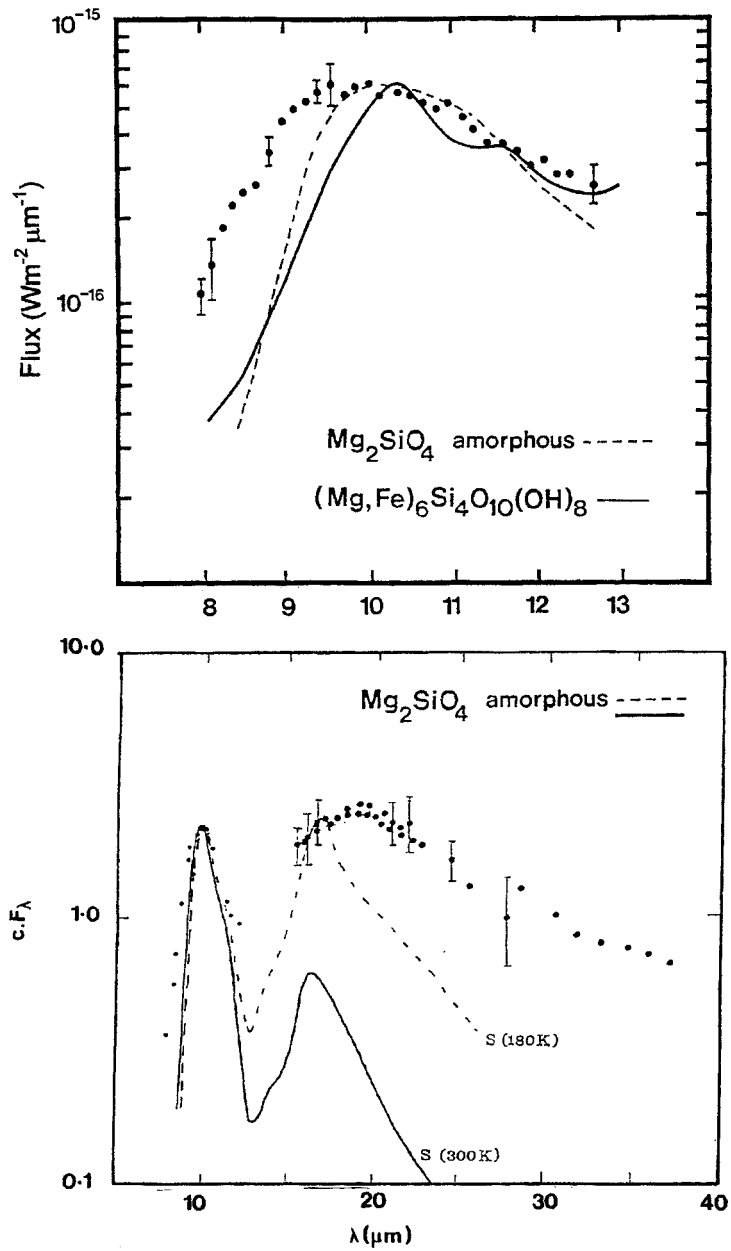 10⁻¹⁵
10⁻¹⁶
Flux (Wm⁻² μm⁻¹)
Mg₂SiO₄ amorphous
(Mg,Fe)₆Si₄O₁₀(OH)₈
8 9 10 11 12 13
10·0
1·0
0·1
c.Fλ
Mg₂SiO₄ amorphous
S (180K)
S (300K)
10 20 30 40
λ(μm)